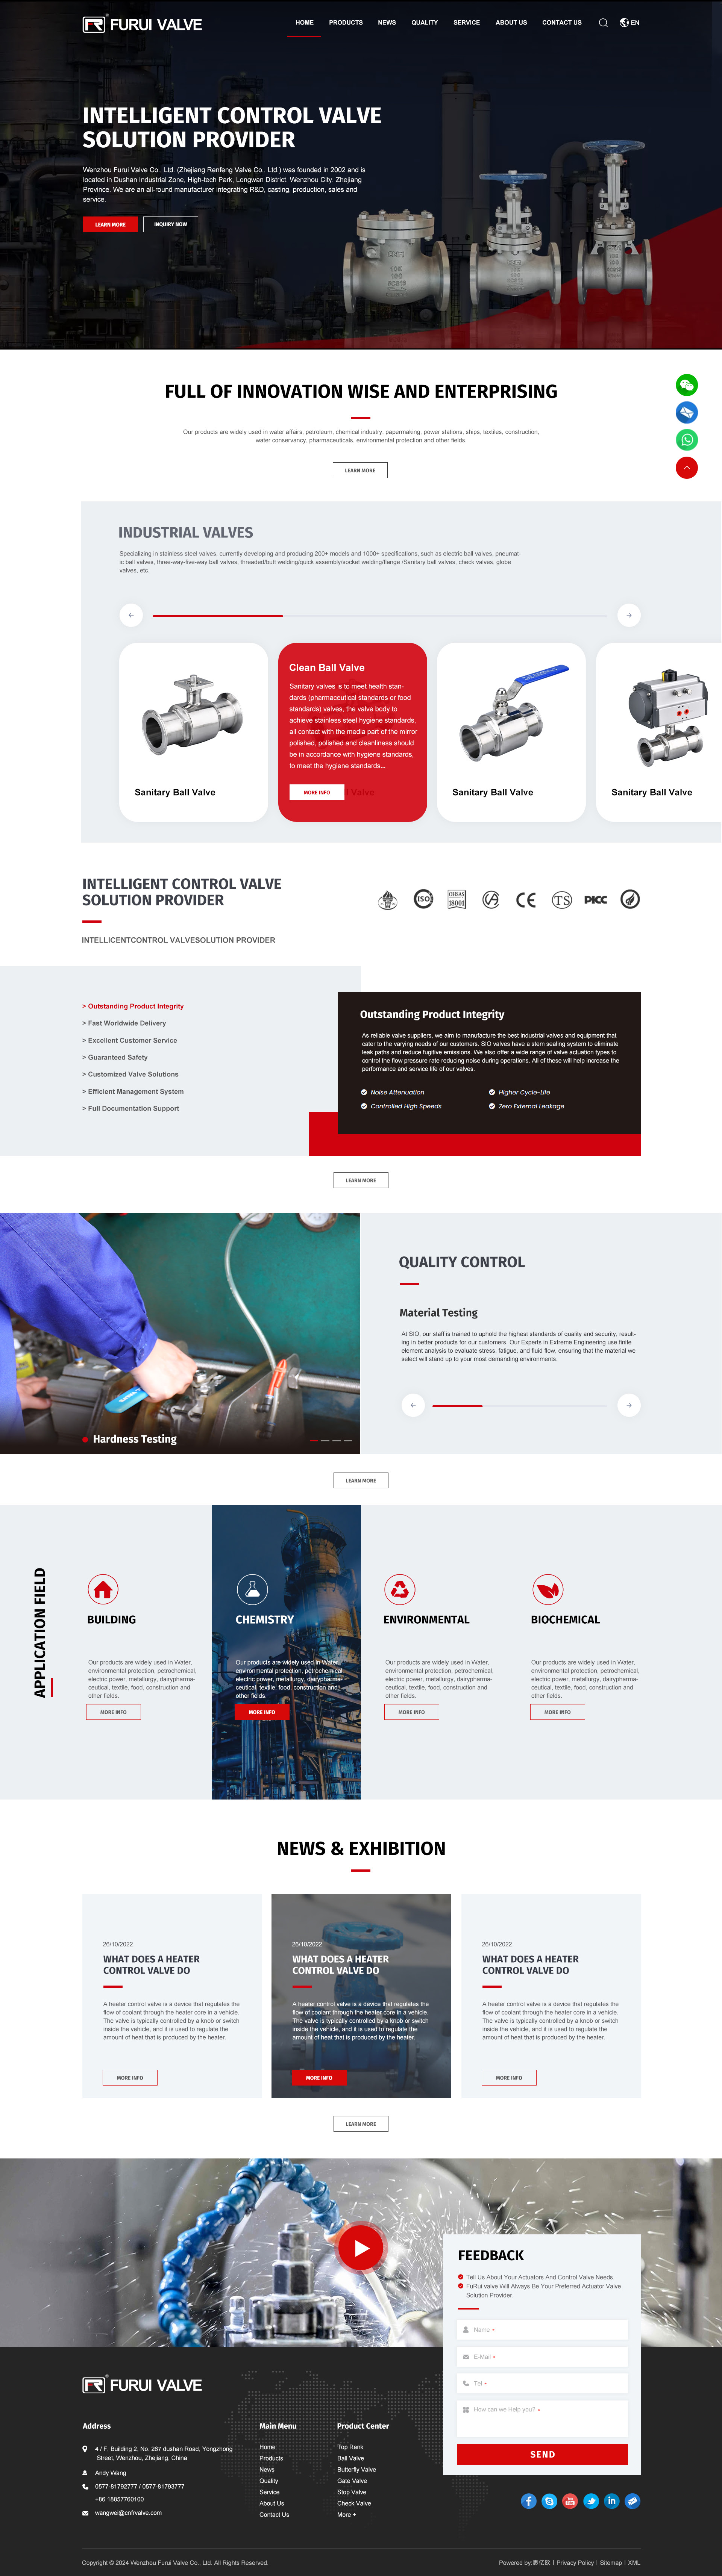 FR FURUI VALVE
HOME PRODUCTS NEWS QUALITY SERVICE ABOUT US CONTACT US EN
INTELLIGENT CONTROL VALVE
SOLUTION PROVIDER
Wenzhou Furui Valve Co., Ltd. (Zhejiang Renfeng Valve Co., Ltd.) was founded in 2002 and is
located in Dushan Industrial Zone, High-tech Park, Longwan District, Wenzhou City, Zhejiang
Province. We are an all-round manufacturer integrating R&D, casting, production, sales and
service.
LEARN MORE INQUIRY NOW
FULL OF INNOVATION WISE AND ENTERPRISING
Our products are widely used in water affairs, petroleum, chemical industry, papermaking, power stations, ships, textiles, construction,
water conservancy, pharmaceuticals, environmental protection and other fields.
LEARN MORE
INDUSTRIAL VALVES
Specializing in stainless steel valves, currently developing and producing 200+ models and 1000+ specifications, such as electric ball valves, pneumat-
ic ball valves, three-way-five-way ball valves, threaded/butt welding/quick assembly/socket welding/flange /Sanitary ball valves, check valves, globe
valves, etc.
Sanitary Ball Valve
Clean Ball Valve
Sanitary valves is to meet health stan-
dards (pharmaceutical standards or food
standards) valves, the valve body to
achieve stainless steel hygiene standards,
all contact with the media part of the mirror
polished, polished and cleanliness should
be in accordance with hygiene standards,
to meet the hygiene standards...
MORE INFO
Sanitary Ball Valve
Sanitary Ball Valve
INTELLIGENT CONTROL VALVE
SOLUTION PROVIDER
ISO OHSAS 18001 CE TS PICC
INTELLICENTCONTROL VALVESOLUTION PROVIDER
> Outstanding Product Integrity
> Fast Worldwide Delivery
> Excellent Customer Service
> Guaranteed Safety
> Customized Valve Solutions
> Efficient Management System
> Full Documentation Support
Outstanding Product Integrity
As reliable valve suppliers, we aim to manufacture the best industrial valves and equipment that
cater to the varying needs of our customers. SIO valves have a stem sealing system to eliminate
leak paths and reduce fugitive emissions. We also offer a wide range of valve actuation types to
control the flow pressure rate reducing noise during operations. All of these will help increase the
performance and service life of our valves.
Noise Attenuation Higher Cycle-Life
Controlled High Speeds Zero External Leakage
LEARN MORE
Hardness Testing
QUALITY CONTROL
Material Testing
At SIO, our staff is trained to uphold the highest standards of quality and security, result-
ing in better products for our customers. Our Experts in Extreme Engineering use finite
element analysis to evaluate stress, fatigue, and fluid flow, ensuring that the material we
select will stand up to your most demanding environments.
LEARN MORE
APPLICATION FIELD
BUILDING
Our products are widely used in Water,
environmental protection, petrochemical,
electric power, metallurgy, dairypharma-
ceutical, textile, food, construction and
other fields.
MORE INFO
CHEMISTRY
Our products are widely used in Water,
environmental protection, petrochemical,
electric power, metallurgy, dairypharma-
ceutical, textile, food, construction and
other fields.
MORE INFO
ENVIRONMENTAL
Our products are widely used in Water,
environmental protection, petrochemical,
electric power, metallurgy, dairypharma-
ceutical, textile, food, construction and
other fields.
MORE INFO
BIOCHEMICAL
Our products are widely used in Water,
environmental protection, petrochemical,
electric power, metallurgy, dairypharma-
ceutical, textile, food, construction and
other fields.
MORE INFO
NEWS & EXHIBITION
26/10/2022
WHAT DOES A HEATER
CONTROL VALVE DO
A heater control valve is a device that regulates the
flow of coolant through the heater core in a vehicle.
The valve is typically controlled by a knob or switch
inside the vehicle, and it is used to regulate the
amount of heat that is produced by the heater.
MORE INFO
26/10/2022
WHAT DOES A HEATER
CONTROL VALVE DO
A heater control valve is a device that regulates the
flow of coolant through the heater core in a vehicle.
The valve is typically controlled by a knob or switch
inside the vehicle, and it is used to regulate the
amount of heat that is produced by the heater.
MORE INFO
26/10/2022
WHAT DOES A HEATER
CONTROL VALVE DO
A heater control valve is a device that regulates the
flow of coolant through the heater core in a vehicle.
The valve is typically controlled by a knob or switch
inside the vehicle, and it is used to regulate the
amount of heat that is produced by the heater.
MORE INFO
LEARN MORE
FEEDBACK
Tell Us About Your Actuators And Control Valve Needs.
FuRui valve Will Always Be Your Preferred Actuator Valve
Solution Provider.
Name *
E-Mail *
Tel *
How can we Help you? *
SEND
FR FURUI VALVE
Address
4 / F, Building 2, No. 267 dushan Road, Yongzhong
Street, Wenzhou, Zhejiang, China
Andy Wang
0577-81792777 / 0577-81793777
+86 18857760100
wangwei@cnfrvalve.com
Main Menu
Home
Products
News
Quality
Service
About Us
Contact Us
Product Center
Top Rank
Ball Valve
Butterfly Valve
Gate Valve
Stop Valve
Check Valve
More +
Copyright © 2024 Wenzhou Furui Valve Co., Ltd. All Rights Reserved.
Powered by:思亿欧 | Privacy Policy | Sitemap | XML